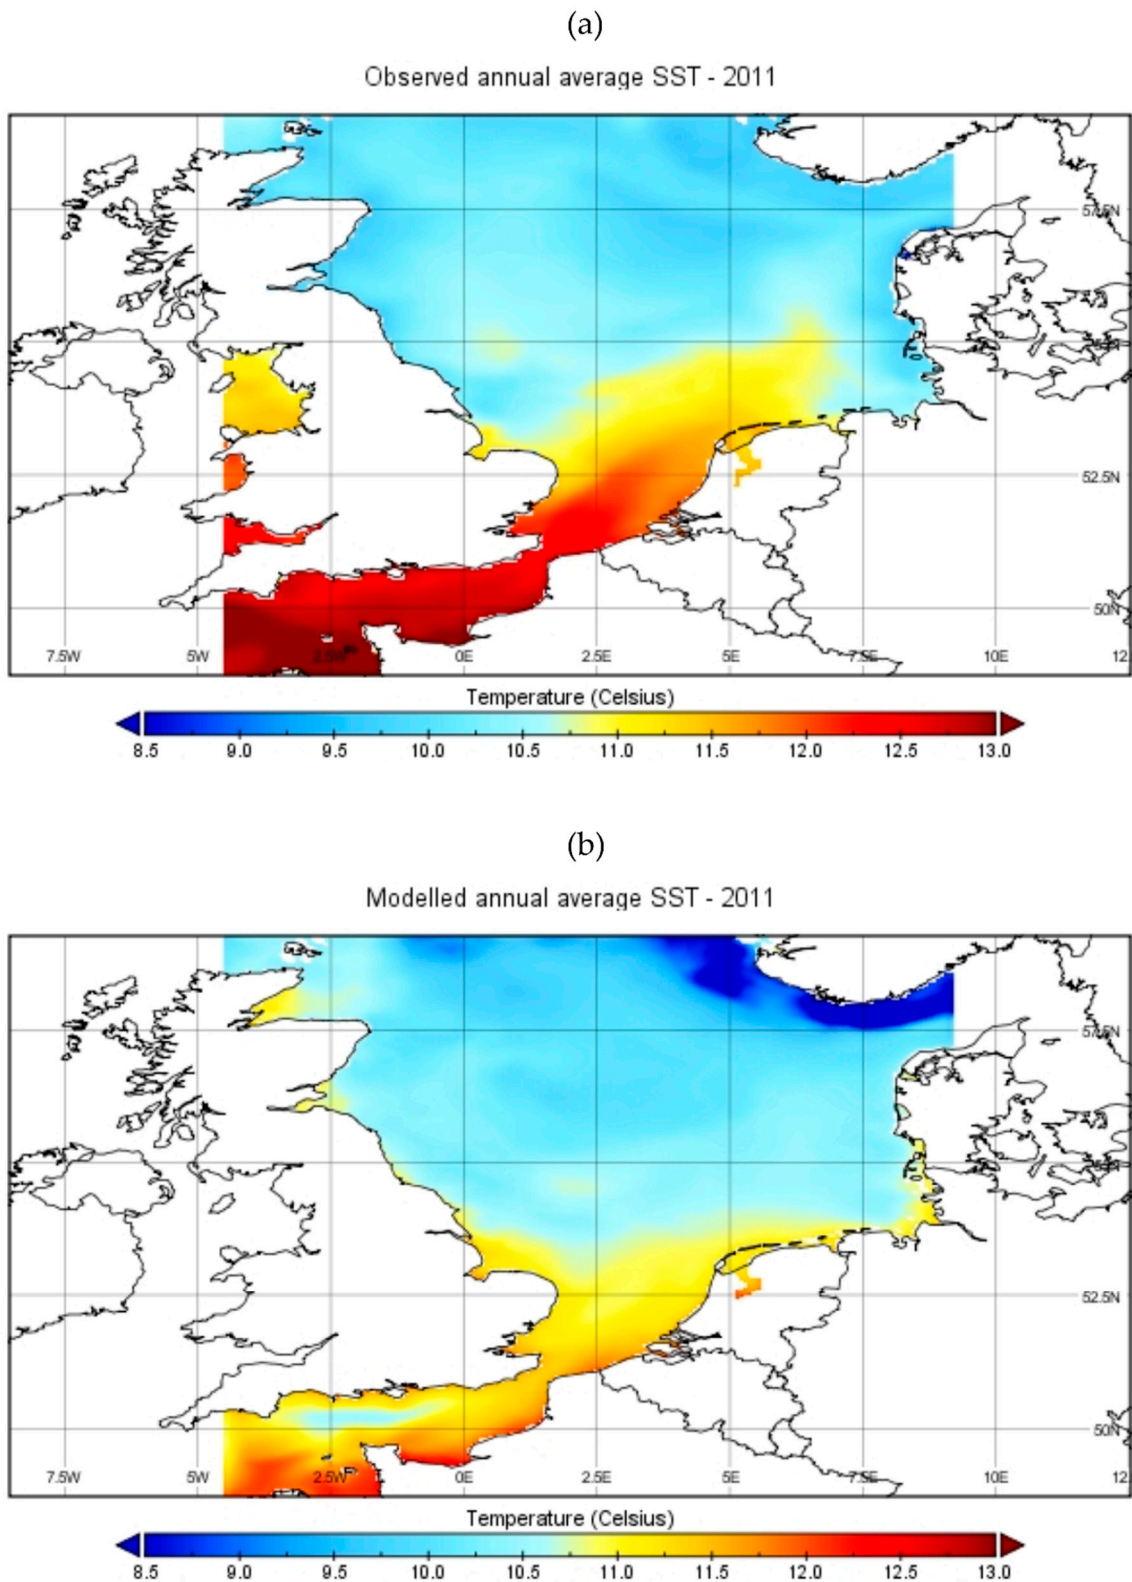 (a)
Observed annual average SST - 2011
57.5N
52.5N
50N
7.5W 5W 2.5W 0E 2.5E 5E 7.5E 10E 12.
Temperature (Celsius)
8.5 9.0 9.5 10.0 10.5 11.0 11.5 12.0 12.5 13.0
(b)
Modelled annual average SST - 2011
57.5N
52.5N
50N
7.5W 5W 2.5W 0E 2.5E 5E 7.5E 10E 12.
Temperature (Celsius)
8.5 9.0 9.5 10.0 10.5 11.0 11.5 12.0 12.5 13.0